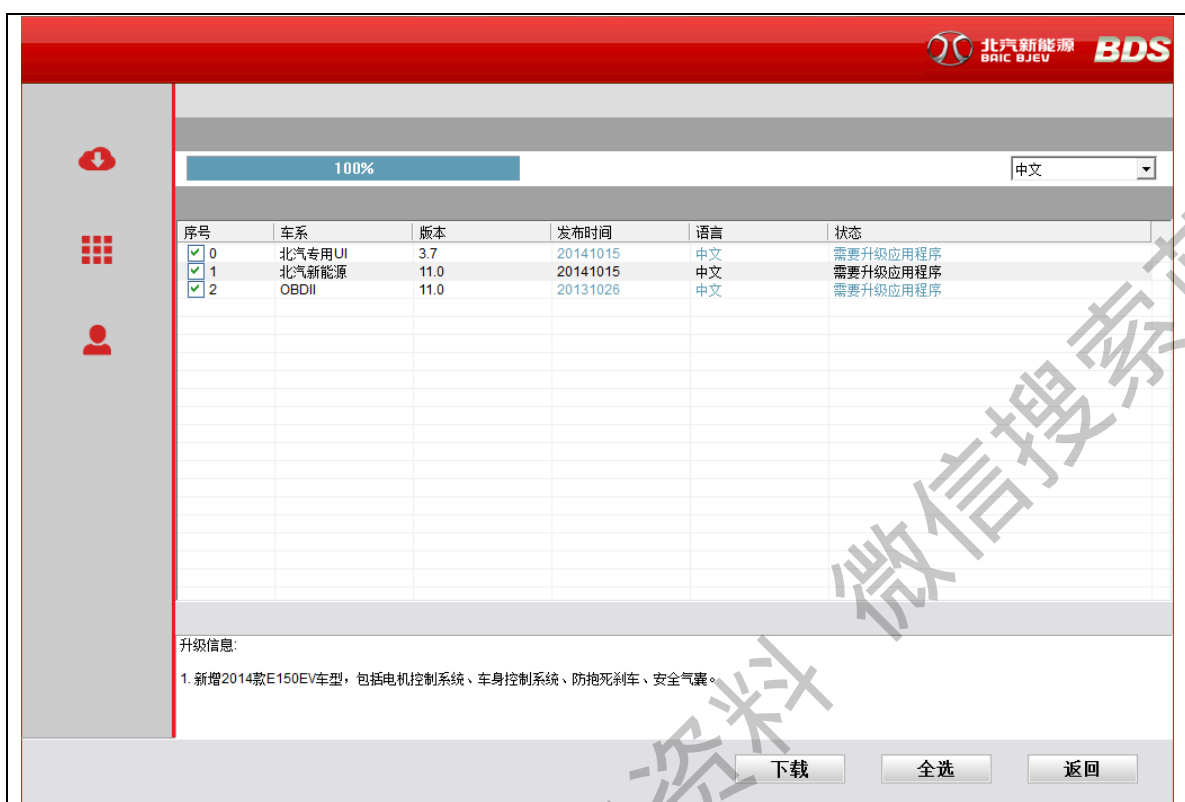 北汽新能源 BDS
BAIC BJEV
100% 中文
序号 车系 版本 发布时间 语言 状态
0 北汽专用UI 3.7 20141015 中文 需要升级应用程序
1 北汽新能源 11.0 20141015 中文 需要升级应用程序
2 OBDII 11.0 20131026 中文 需要升级应用程序
升级信息:
1. 新增2014款E150EV车型，包括电机控制系统、车身控制系统、防抱死刹车、安全气囊。
下载 全选 返回
资料 微信搜索